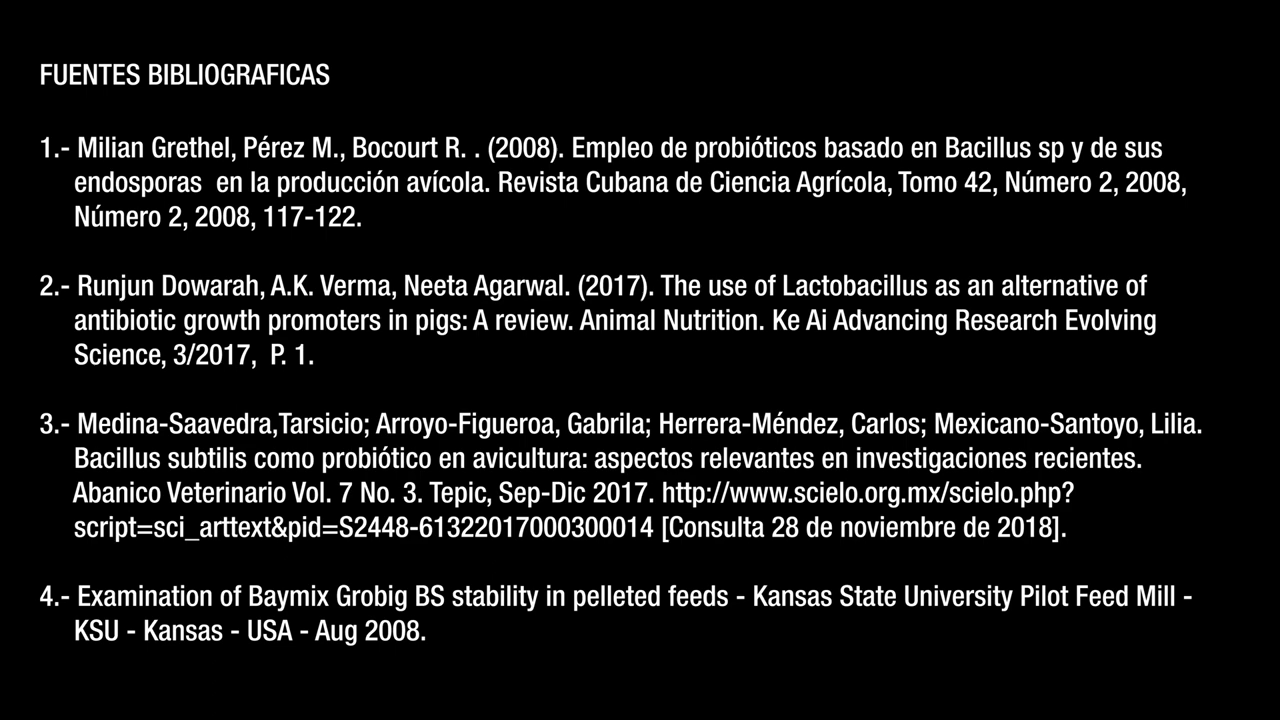 FUENTES BIBLIOGRAFICAS
1.- Milian Grethel, Pérez M., Bocourt R. . (2008). Empleo de probióticos basado en Bacillus sp y de sus
endosporas  en la producción avícola. Revista Cubana de Ciencia Agrícola, Tomo 42, Número 2, 2008,
Número 2, 2008, 117-122.
2.- Runjun Dowarah, A.K. Verma, Neeta Agarwal. (2017). The use of Lactobacillus as an alternative of
antibiotic growth promoters in pigs: A review. Animal Nutrition. Ke Ai Advancing Research Evolving
Science, 3/2017,  P. 1.
3.- Medina-Saavedra,Tarsicio; Arroyo-Figueroa, Gabrila; Herrera-Méndez, Carlos; Mexicano-Santoyo, Lilia.
Bacillus subtilis como probiótico en avicultura: aspectos relevantes en investigaciones recientes.
Abanico Veterinario Vol. 7 No. 3. Tepic, Sep-Dic 2017. http://www.scielo.org.mx/scielo.php?
script=sci_arttext&pid=S2448-61322017000300014 [Consulta 28 de noviembre de 2018].
4.- Examination of Baymix Grobig BS stability in pelleted feeds - Kansas State University Pilot Feed Mill -
KSU - Kansas - USA - Aug 2008.